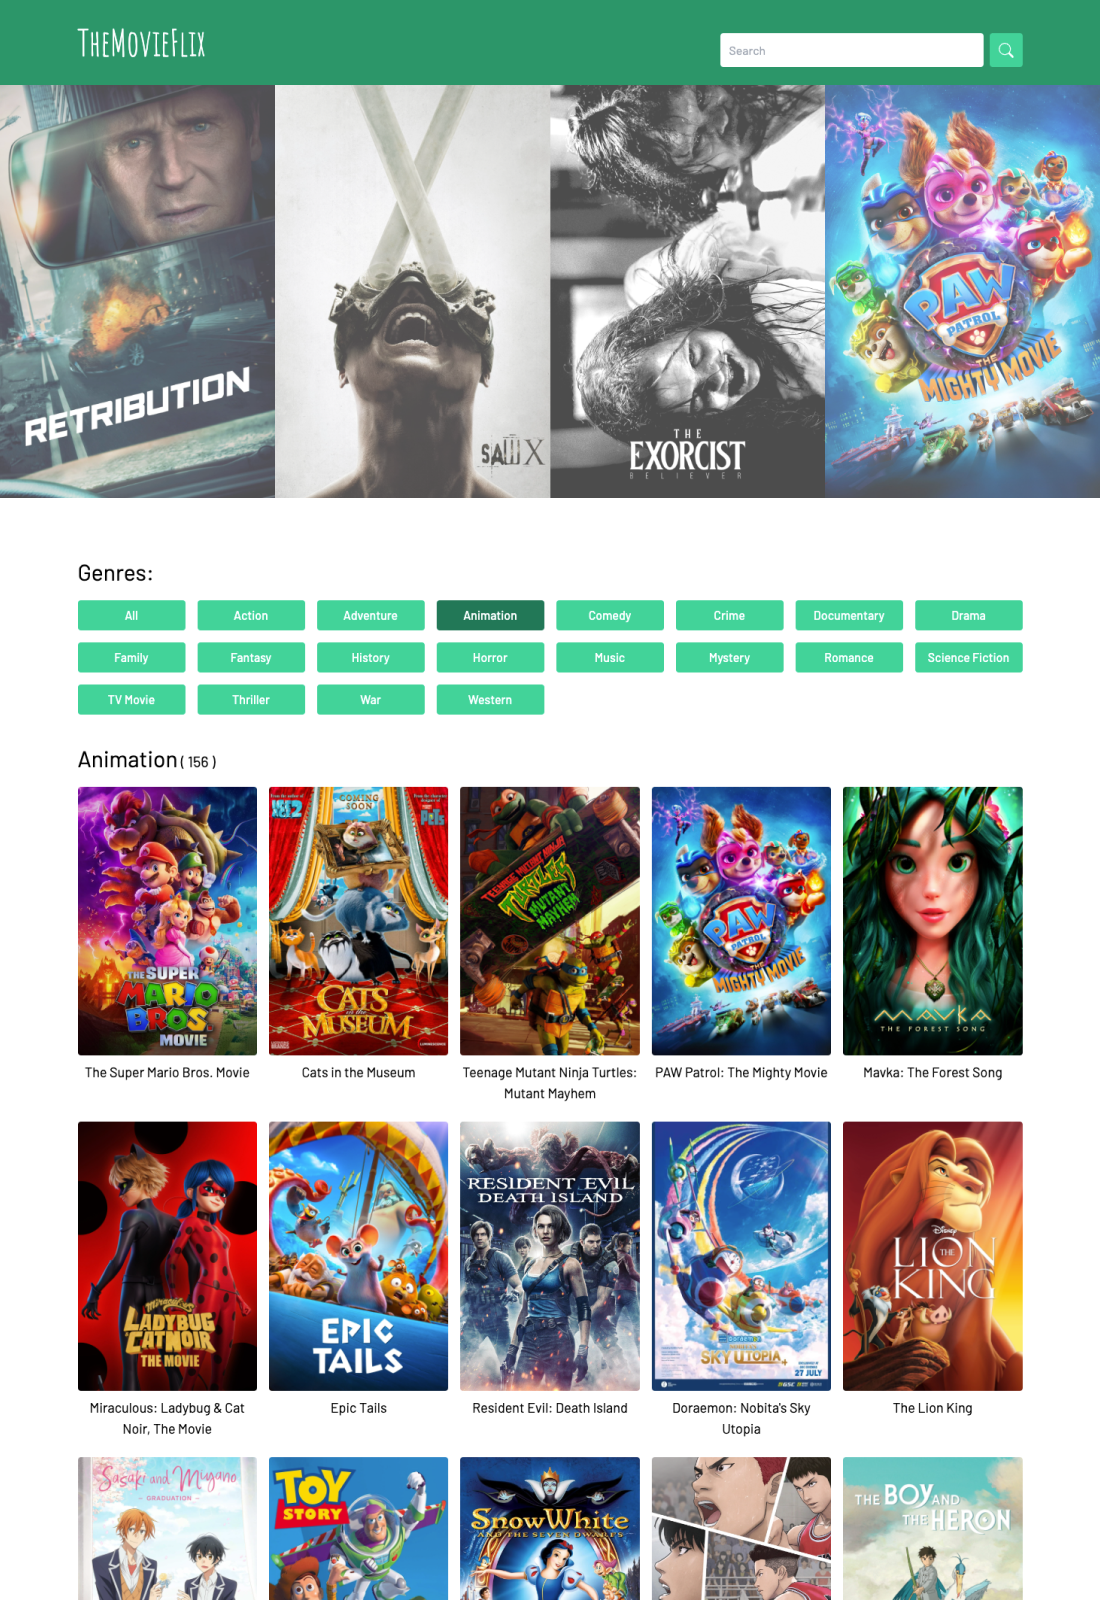 TheMovieFlix
Search
RETRIBUTION
SAW X
THE
EXORCIST
BELIEVER
PAW
PATROL
THE
MIGHTY MOVIE
Genres:
All
Action
Adventure
Animation
Comedy
Crime
Documentary
Drama
Family
Fantasy
History
Horror
Music
Mystery
Romance
Science Fiction
TV Movie
Thriller
War
Western
Animation ( 156 )
THE SUPER
MARIO
BROS.
MOVIE
COMING
SOON
Pets
CATS
in the
MUSEUM
TEENAGE MUTANT NINJA
TURTLES
MUTANT
MAYHEM
PAW
PATROL
THE
MIGHTY MOVIE
MAVKA
THE FOREST SONG
The Super Mario Bros. Movie
Cats in the Museum
Teenage Mutant Ninja Turtles:
Mutant Mayhem
PAW Patrol: The Mighty Movie
Mavka: The Forest Song
Miraculous
LADYBUG
& CAT NOIR
THE MOVIE
EPIC
TAILS
RESIDENT EVIL
DEATH ISLAND
SKY UTOPIA
27 JULY
Disney
THE
LION
KING
Miraculous: Ladybug & Cat
Noir, The Movie
Epic Tails
Resident Evil: Death Island
Doraemon: Nobita's Sky
Utopia
The Lion King
Sasaki and Miyano
- GRADUATION -
TOY
STORY
Snow White
AND THE SEVEN DWARFS
THE BOY AND
THE HERON